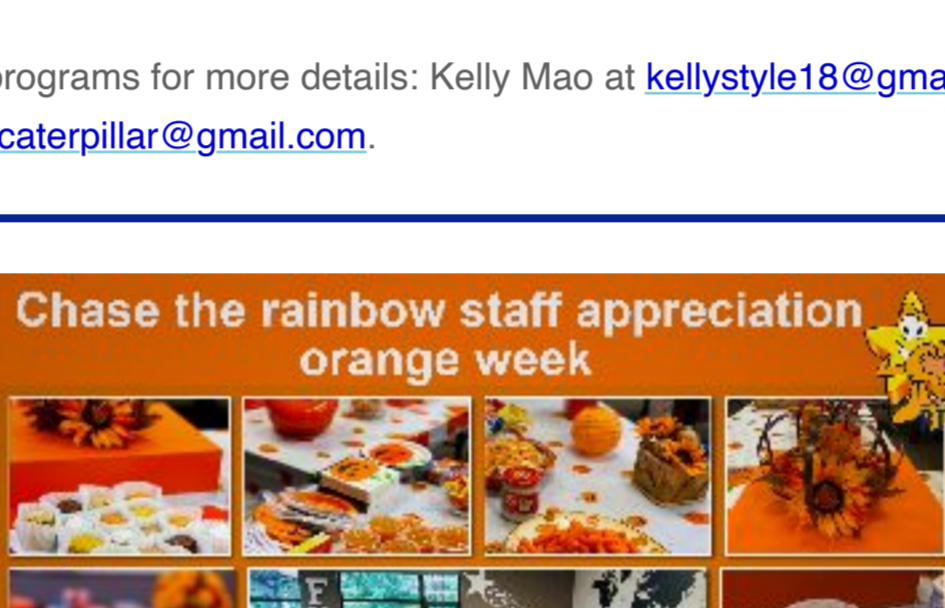 programs for more details: Kelly Mao at kellystyle18@gma
caterpillar@gmail.com.
Chase the rainbow staff appreciation
orange week
F